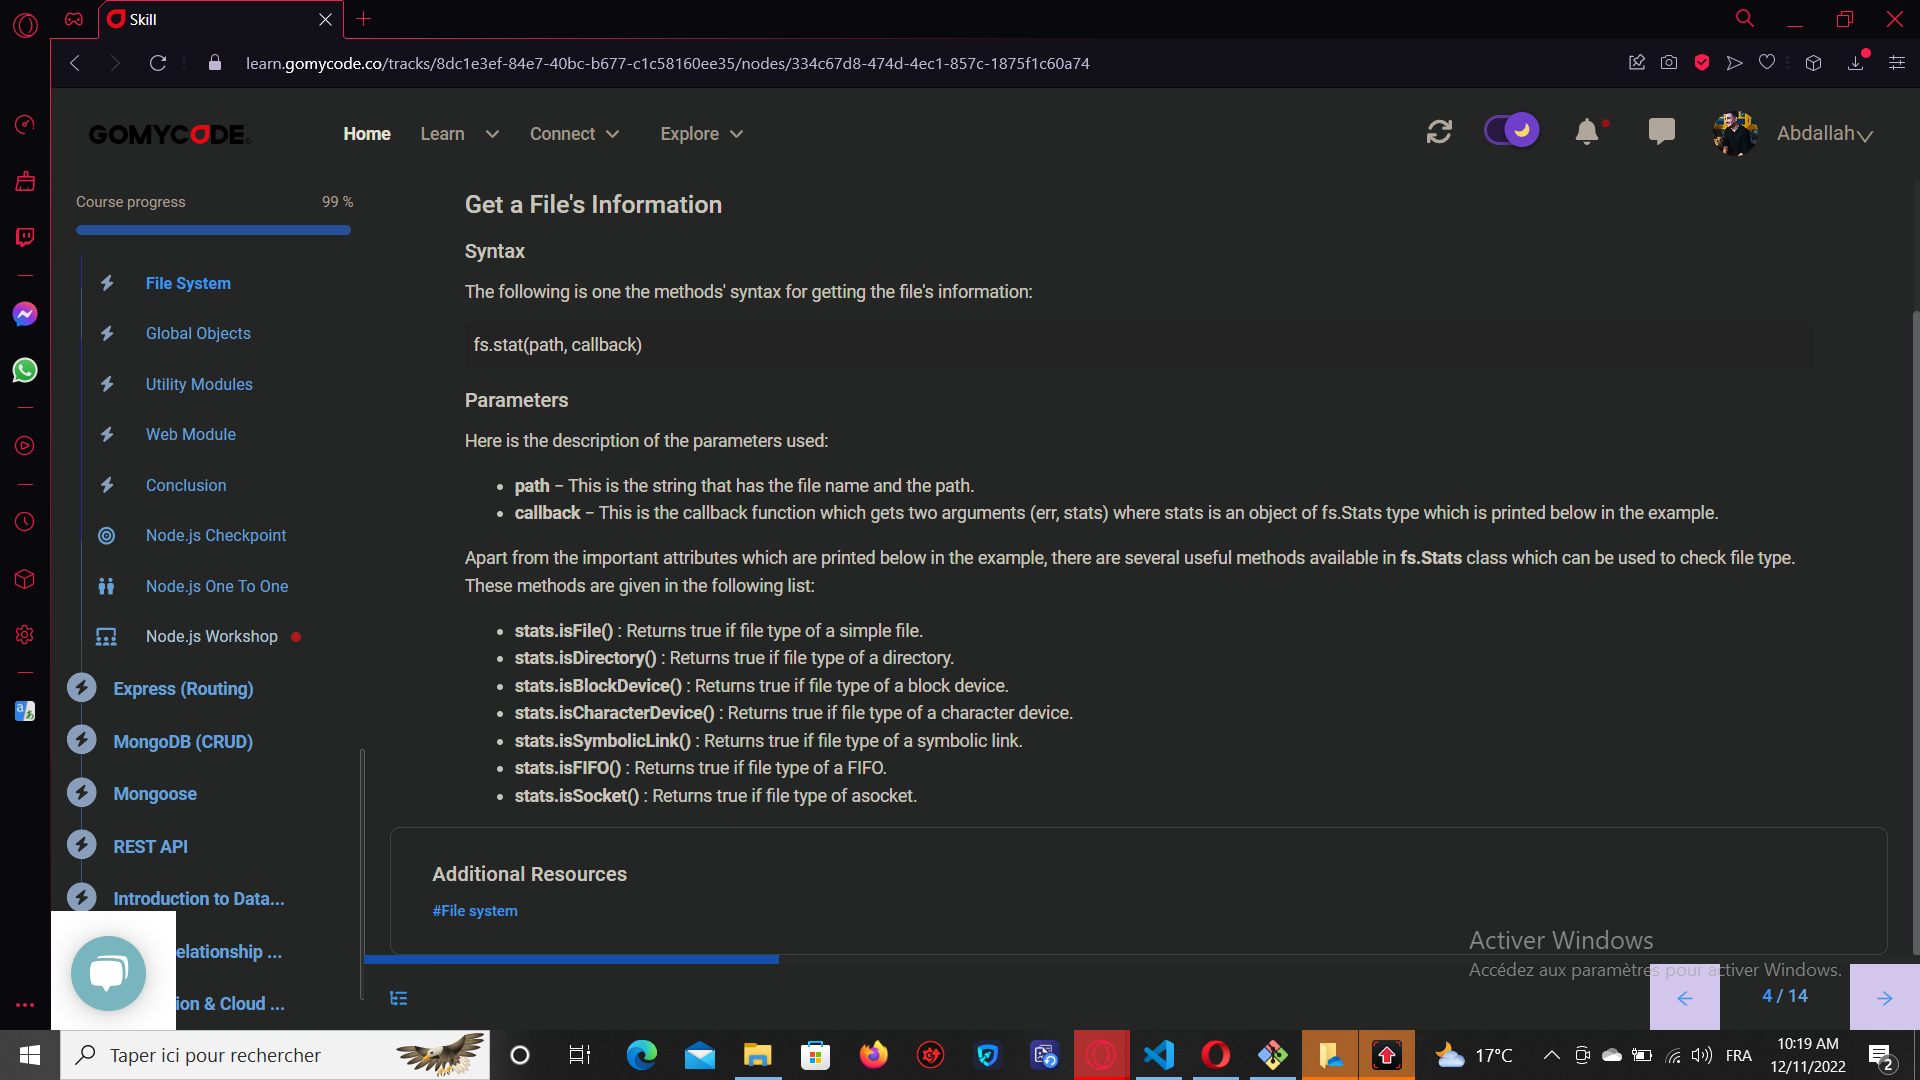 Skill
learn.gomycode.co/tracks/8dc1e3ef-84e7-40bc-b677-c1c58160ee35/nodes/334c67d8-474d-4ec1-857c-1875f1c60a74
GOMYCODE
Home Learn Connect Explore
Abdallah
Course progress 99 %
File System
Global Objects
Utility Modules
Web Module
Conclusion
Node.js Checkpoint
Node.js One To One
Node.js Workshop
Express (Routing)
MongoDB (CRUD)
Mongoose
REST API
Introduction to Data...
elationship ...
ion & Cloud ...
Get a File's Information
Syntax
The following is one the methods' syntax for getting the file's information:
fs.stat(path, callback)
Parameters
Here is the description of the parameters used:
• path − This is the string that has the file name and the path.
• callback − This is the callback function which gets two arguments (err, stats) where stats is an object of fs.Stats type which is printed below in the example.
Apart from the important attributes which are printed below in the example, there are several useful methods available in fs.Stats class which can be used to check file type.
These methods are given in the following list:
• stats.isFile() : Returns true if file type of a simple file.
• stats.isDirectory() : Returns true if file type of a directory.
• stats.isBlockDevice() : Returns true if file type of a block device.
• stats.isCharacterDevice() : Returns true if file type of a character device.
• stats.isSymbolicLink() : Returns true if file type of a symbolic link.
• stats.isFIFO() : Returns true if file type of a FIFO.
• stats.isSocket() : Returns true if file type of asocket.
Additional Resources
#File system
Activer Windows
Accédez aux paramètres pour activer Windows.
4 / 14
Taper ici pour rechercher
17°C
FRA
10:19 AM
12/11/2022
2